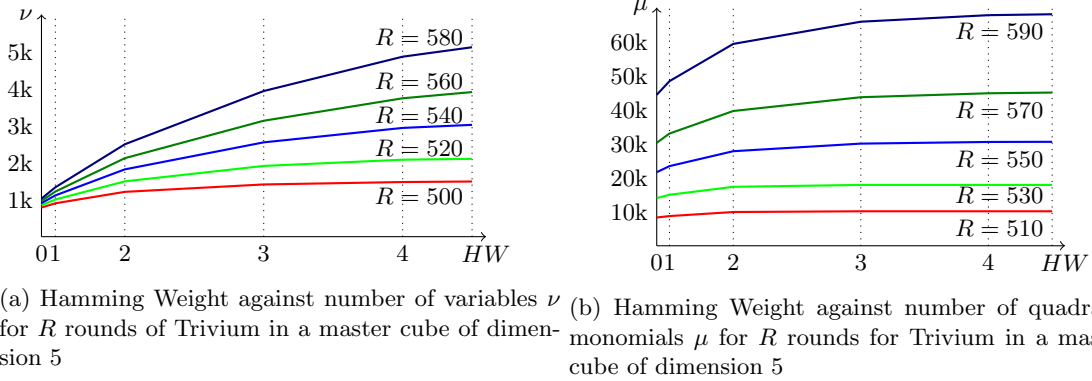 ν
5k
4k
3k
2k
1k
R = 580
R = 560
R = 540
R = 520
R = 500
01 2 3 4 HW
(a) Hamming Weight against number of variables ν
for R rounds of Trivium in a master cube of dimen-
sion 5
μ
60k
50k
40k
30k
20k
10k
R = 590
R = 570
R = 550
R = 530
R = 510
01 2 3 4 HW
(b) Hamming Weight against number of quadr
monomials μ for R rounds for Trivium in a ma
cube of dimension 5